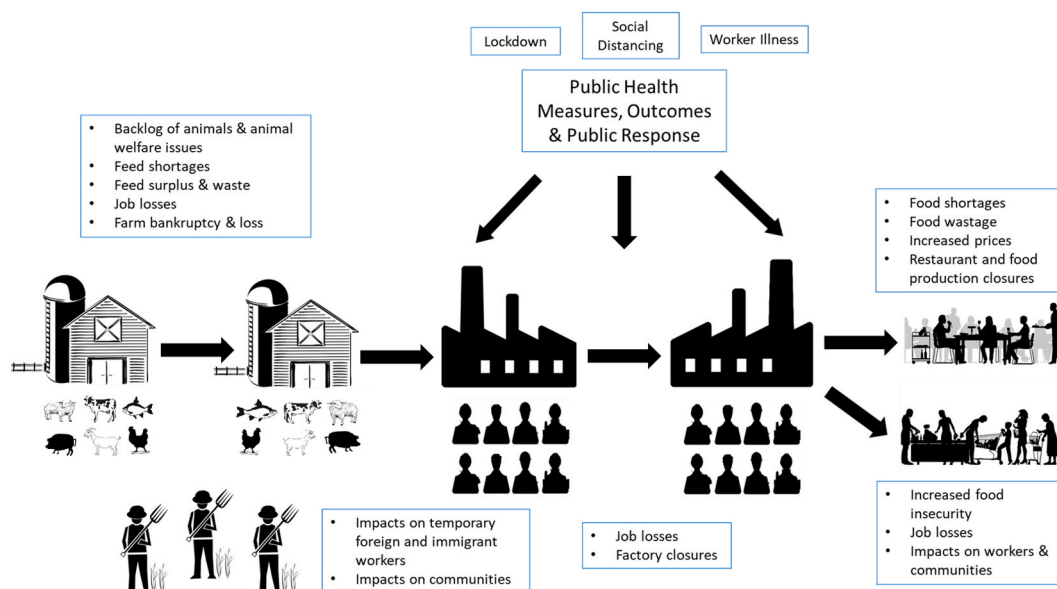 Lockdown
Social
Distancing
Worker Illness
Public Health
Measures, Outcomes
& Public Response
• Backlog of animals & animal
welfare issues
• Feed shortages
• Feed surplus & waste
• Job losses
• Farm bankruptcy & loss
• Food shortages
• Food wastage
• Increased prices
• Restaurant and food
production closures
• Impacts on temporary
foreign and immigrant
workers
• Impacts on communities
• Job losses
• Factory closures
• Increased food
insecurity
• Job losses
• Impacts on workers &
communities